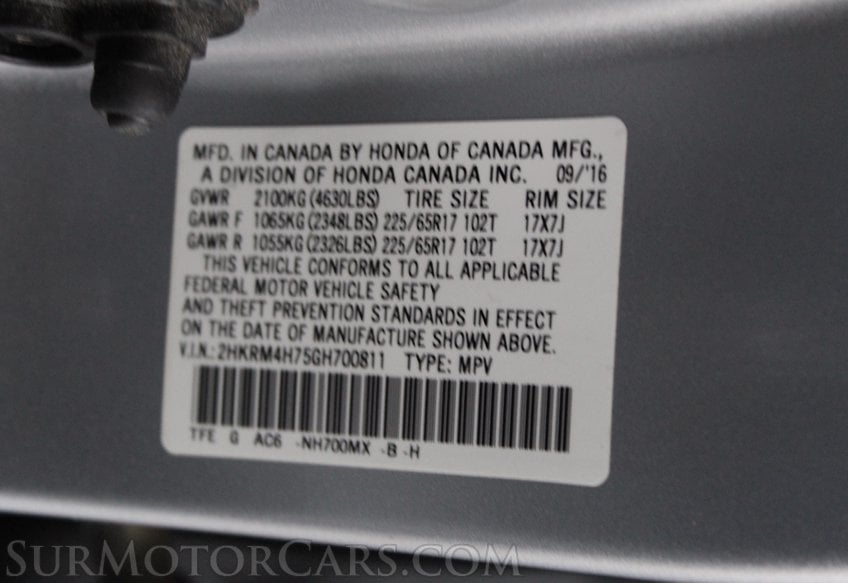 MFD. IN CANADA BY HONDA OF CANADA MFG.,
A DIVISION OF HONDA CANADA INC. 09/'16
GVWR 2100KG (4630LBS) TIRE SIZE RIM SIZE
GAWR F 1065KG (2348LBS) 225/65R17 102T 17X7J
GAWR R 1055KG (2326LBS) 225/65R17 102T 17X7J
THIS VEHICLE CONFORMS TO ALL APPLICABLE
FEDERAL MOTOR VEHICLE SAFETY
AND THEFT PREVENTION STANDARDS IN EFFECT
ON THE DATE OF MANUFACTURE SHOWN ABOVE.
V.I.N.: 2HKRM4H75GH700811 TYPE: MPV
TFE G AC6 -NH700MX -B -H
SURMOTORCARS.COM